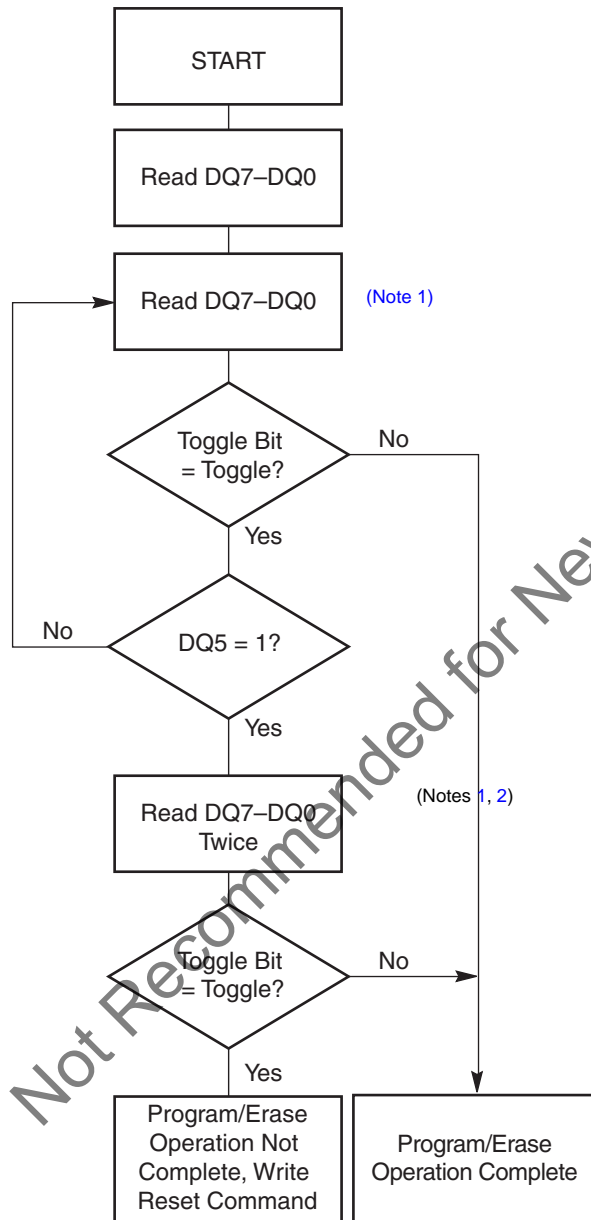 START
Read DQ7–DQ0
Read DQ7–DQ0
(Note 1)
Toggle Bit
= Toggle?
No
Yes
No
DQ5 = 1?
Yes
Read DQ7–DQ0
Twice
(Notes 1, 2)
Toggle Bit
= Toggle?
No
Yes
Program/Erase
Operation Not
Complete, Write
Reset Command
Program/Erase
Operation Complete
Not Recommended for